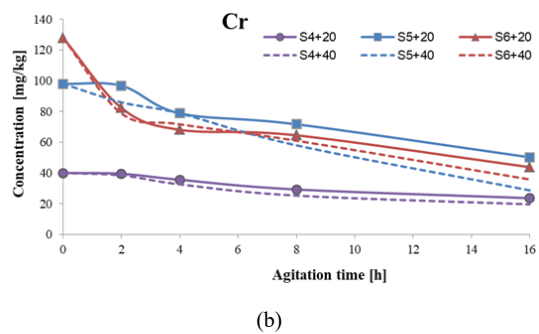 Cr
S4+20 S5+20 S6+20
S4+40 S5+40 S6+40
140
120
100
80
60
40
20
0
Concentration [mg/kg]
0 2 4 6 8 10 12 14 16
Agitation time [h]
(b)